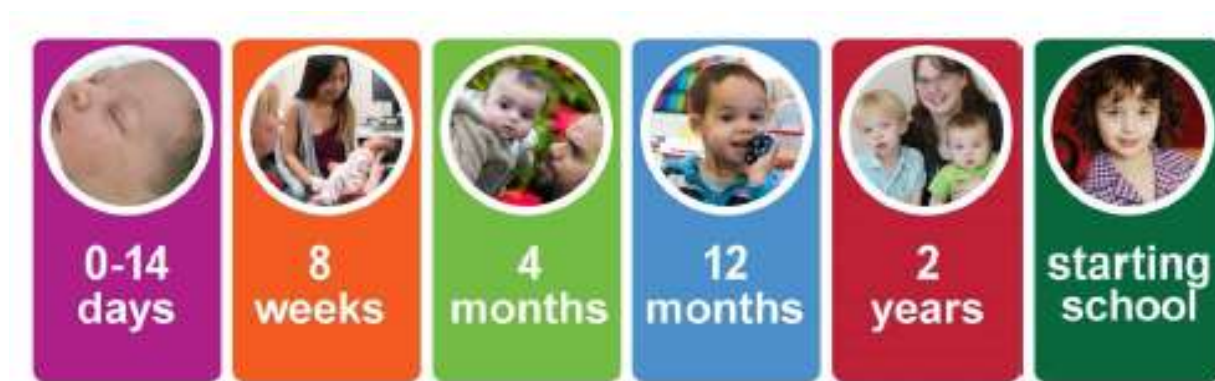 0-14
days
8
weeks
4
months
12
months
2
years
starting
school